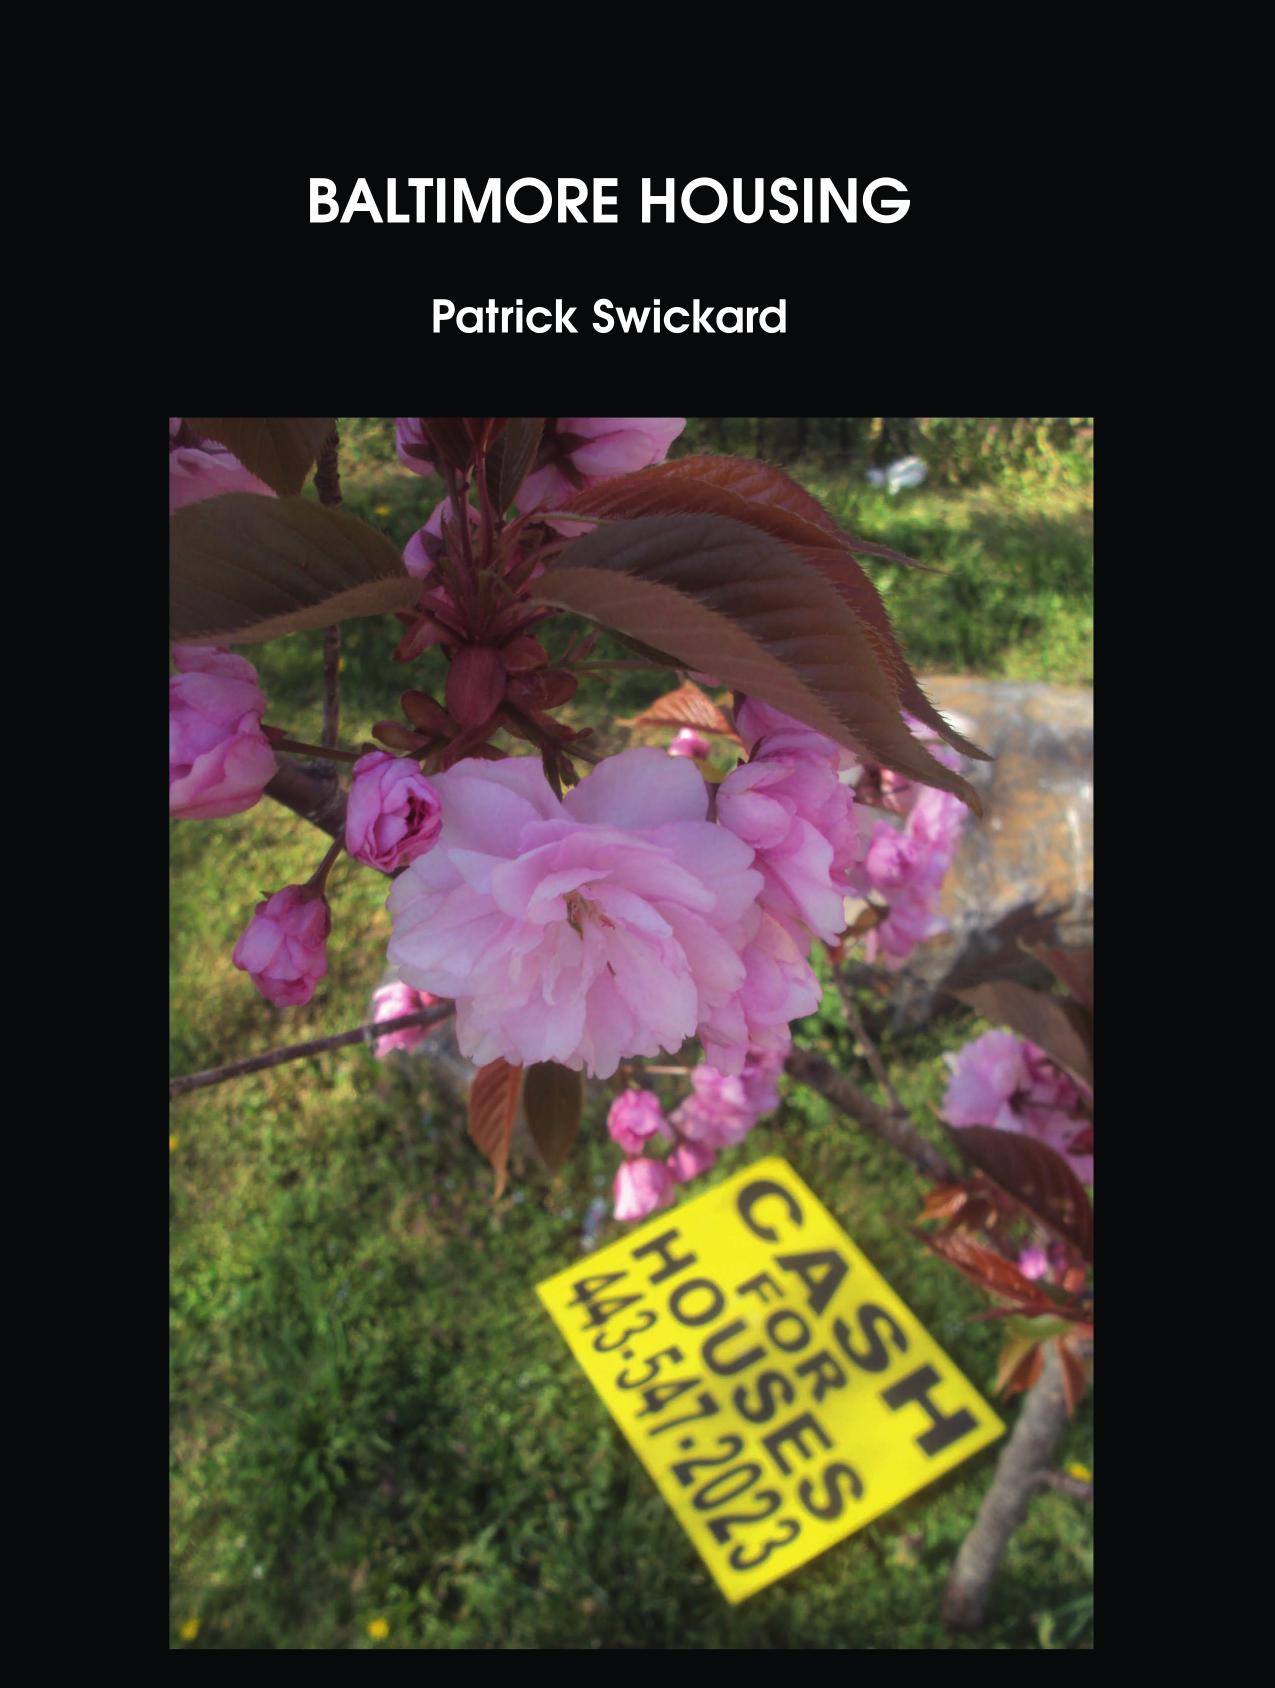 BALTIMORE HOUSING
Patrick Swickard
CASH
FOR
HOUSES
443·547·2023